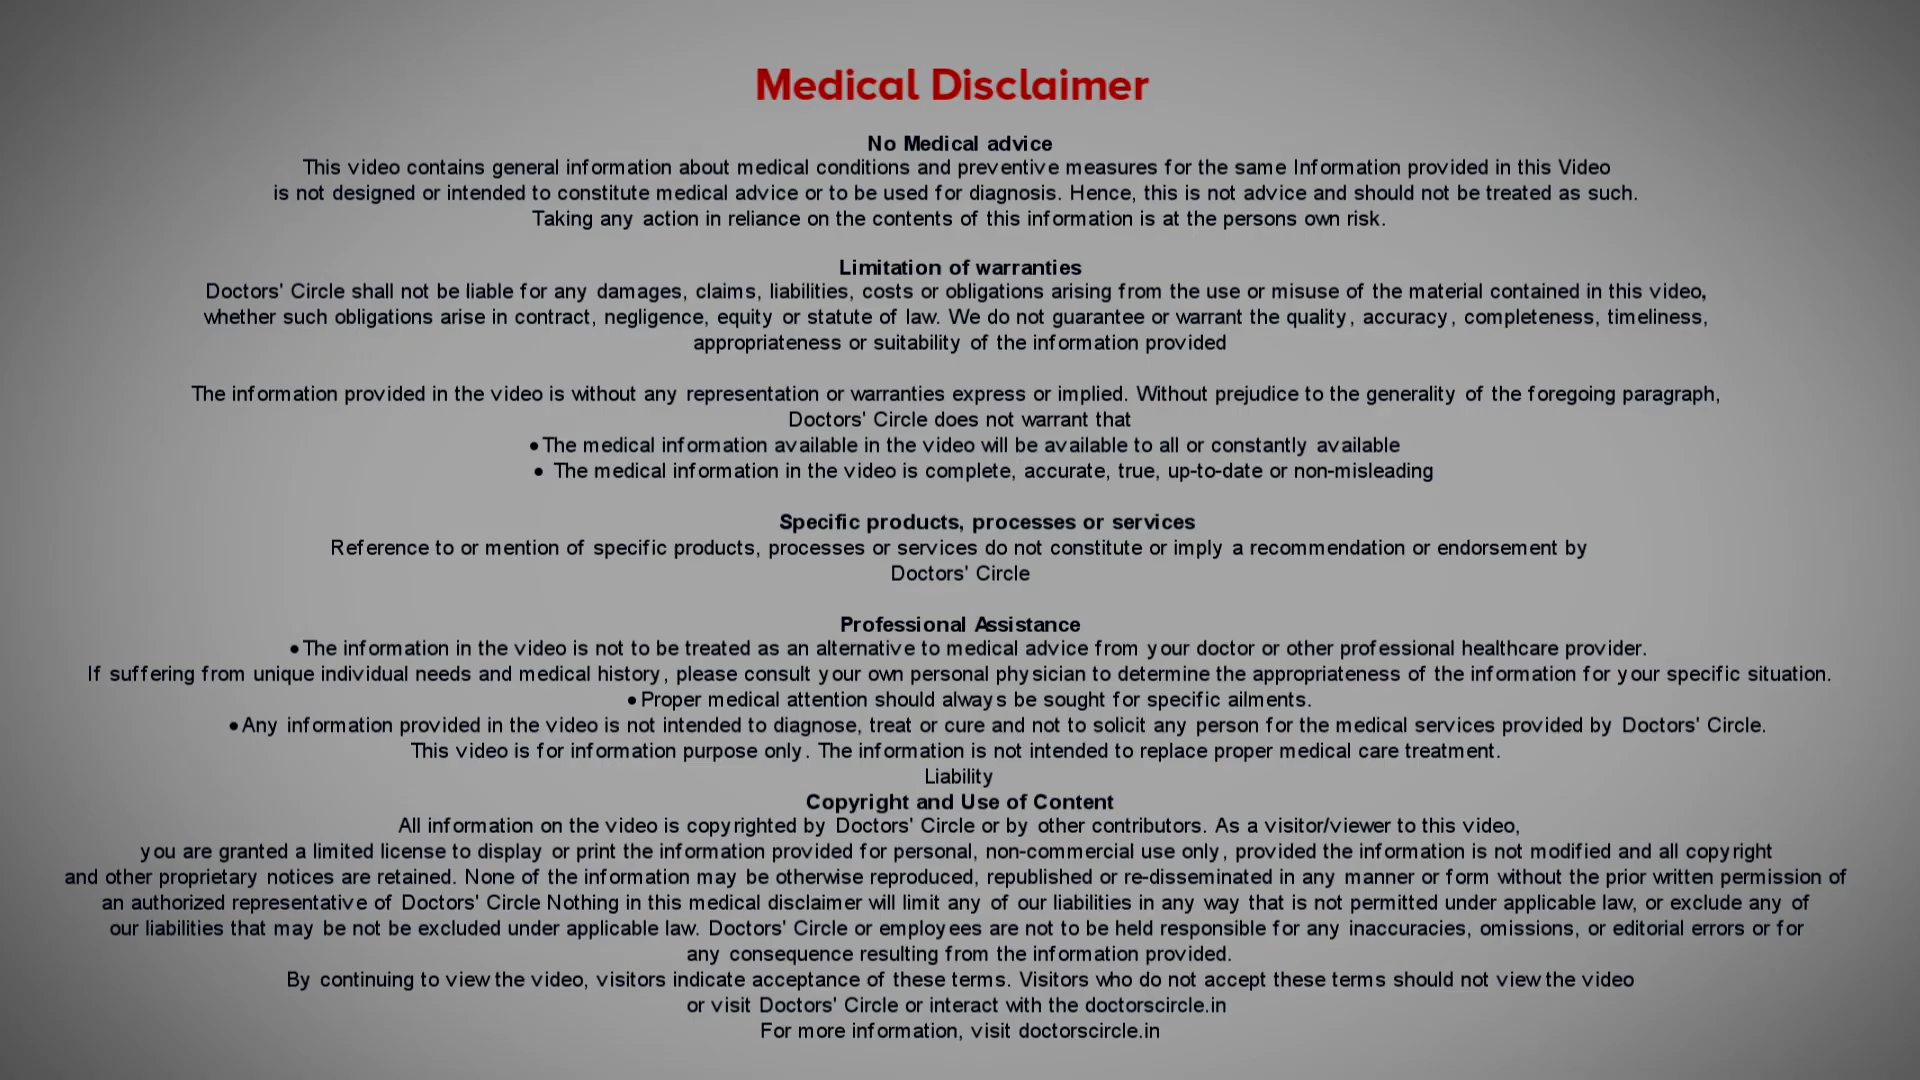 Medical Disclaimer
No Medical advice
This video contains general information about medical conditions and preventive measures for the same Information provided in this Video
is not designed or intended to constitute medical advice or to be used for diagnosis. Hence, this is not advice and should not be treated as such.
Taking any action in reliance on the contents of this information is at the persons own risk.
Limitation of warranties
Doctors' Circle shall not be liable for any damages, claims, liabilities, costs or obligations arising from the use or misuse of the material contained in this video,
whether such obligations arise in contract, negligence, equity or statute of law. We do not guarantee or warrant the quality, accuracy, completeness, timeliness,
appropriateness or suitability of the information provided
The information provided in the video is without any representation or warranties express or implied. Without prejudice to the generality of the foregoing paragraph,
Doctors' Circle does not warrant that
•The medical information available in the video will be available to all or constantly available
• The medical information in the video is complete, accurate, true, up-to-date or non-misleading
Specific products, processes or services
Reference to or mention of specific products, processes or services do not constitute or imply a recommendation or endorsement by
Doctors' Circle
Professional Assistance
•The information in the video is not to be treated as an alternative to medical advice from your doctor or other professional healthcare provider.
If suffering from unique individual needs and medical history, please consult your own personal physician to determine the appropriateness of the information for your specific situation.
•Proper medical attention should always be sought for specific ailments.
•Any information provided in the video is not intended to diagnose, treat or cure and not to solicit any person for the medical services provided by Doctors' Circle.
This video is for information purpose only. The information is not intended to replace proper medical care treatment.
Liability
Copyright and Use of Content
All information on the video is copyrighted by Doctors' Circle or by other contributors. As a visitor/viewer to this video,
you are granted a limited license to display or print the information provided for personal, non-commercial use only, provided the information is not modified and all copyright
and other proprietary notices are retained. None of the information may be otherwise reproduced, republished or re-disseminated in any manner or form without the prior written permission of
an authorized representative of Doctors' Circle Nothing in this medical disclaimer will limit any of our liabilities in any way that is not permitted under applicable law, or exclude any of
our liabilities that may be not be excluded under applicable law. Doctors' Circle or employees are not to be held responsible for any inaccuracies, omissions, or editorial errors or for
any consequence resulting from the information provided.
By continuing to view the video, visitors indicate acceptance of these terms. Visitors who do not accept these terms should not view the video
or visit Doctors' Circle or interact with the doctorscircle.in
For more information, visit doctorscircle.in